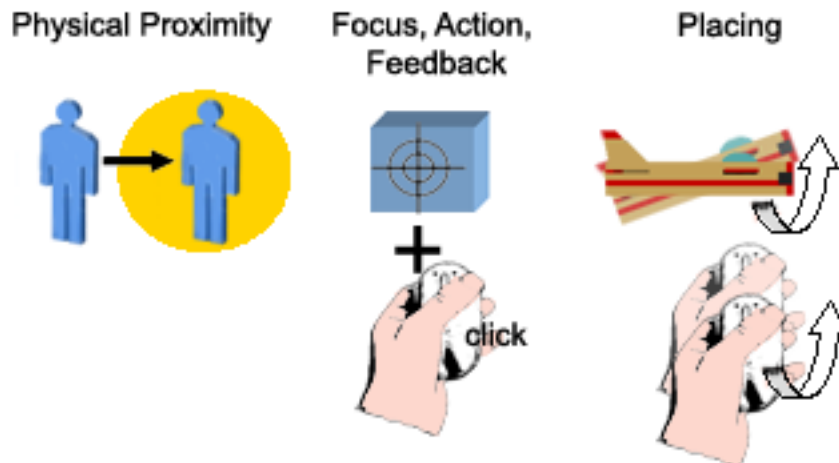 Physical Proximity
Focus, Action,
Feedback
Placing
click